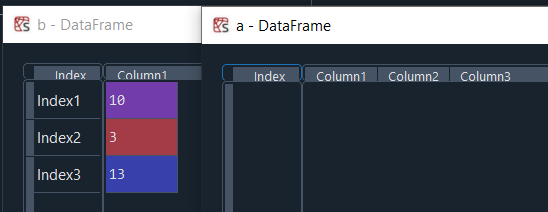 b - DataFrame
Index Column1
Index1 10
Index2 3
Index3 13
a - DataFrame
Index Column1 Column2 Column3